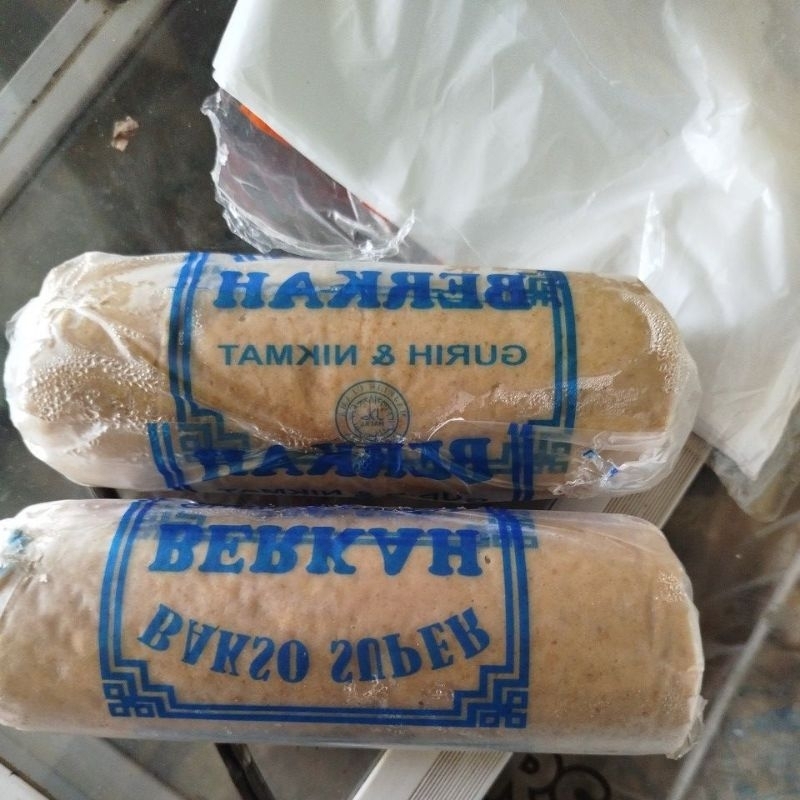 BERKAH
GURIH & NIKMAT
BERKAH
BERKAH
BAKSO SUPER